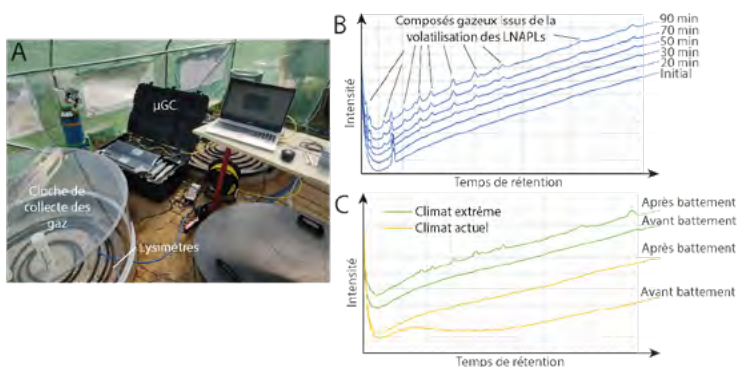 A
µGC
Cloche de
collecte des
gaz
Lysimètres
B
Composés gazeux issus de la
volatilisation des LNAPLs
90 min
70 min
50 min
30 min
20 min
Initial
Intensité
Temps de rétention
C
Climat extrême
Climat actuel
Après battement
Avant battement
Après battement
Avant battement
Intensité
Temps de rétention